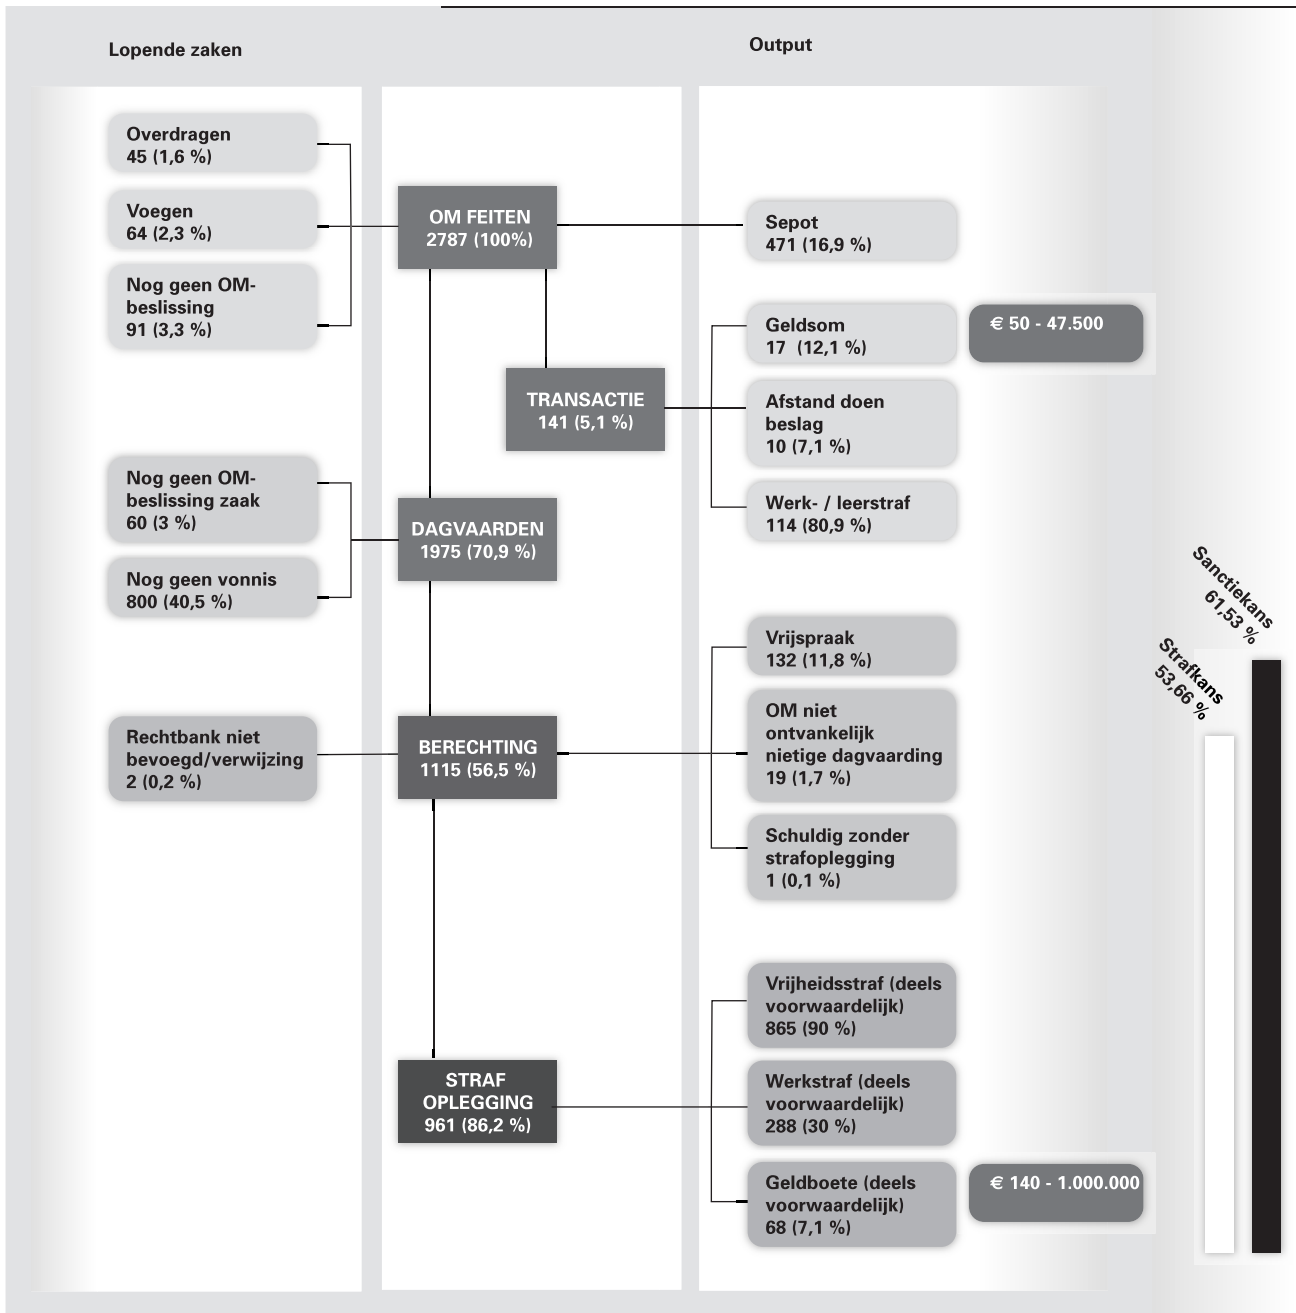 Lopende zaken
Output
Overdragen
45 (1,6 %)
Voegen
64 (2,3 %)
Nog geen OM-
beslissing
91 (3,3 %)
OM FEITEN
2787 (100%)
Sepot
471 (16,9 %)
Geldsom
17 (12,1 %)
€ 50 - 47.500
TRANSACTIE
141 (5,1 %)
Afstand doen
beslag
10 (7,1 %)
Werk- / leerstraf
114 (80,9 %)
Nog geen OM-
beslissing zaak
60 (3 %)
Nog geen vonnis
800 (40,5 %)
DAGVAARDEN
1975 (70,9 %)
Vrijspraak
132 (11,8 %)
OM niet
ontvankelijk
nietige dagvaarding
19 (1,7 %)
Schuldig zonder
strafoplegging
1 (0,1 %)
Rechtbank niet
bevoegd/verwijzing
2 (0,2 %)
BERECHTING
1115 (56,5 %)
STRAF
OPLEGGING
961 (86,2 %)
Vrijheidsstraf (deels
voorwaardelijk)
865 (90 %)
Werkstraf (deels
voorwaardelijk)
288 (30 %)
Geldboete (deels
voorwaardelijk)
68 (7,1 %)
€ 140 - 1.000.000
Sanctiekans
61,53 %
Strafkans
53,66 %